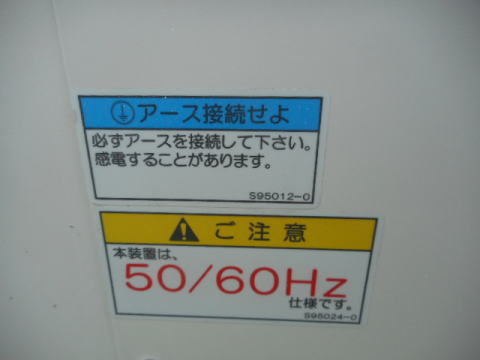 アース接続せよ
必ずアースを接続して下さい。
感電することがあります。
S95012-0
ご注意
本装置は、
50/60Hz
仕様です。
S95024-0